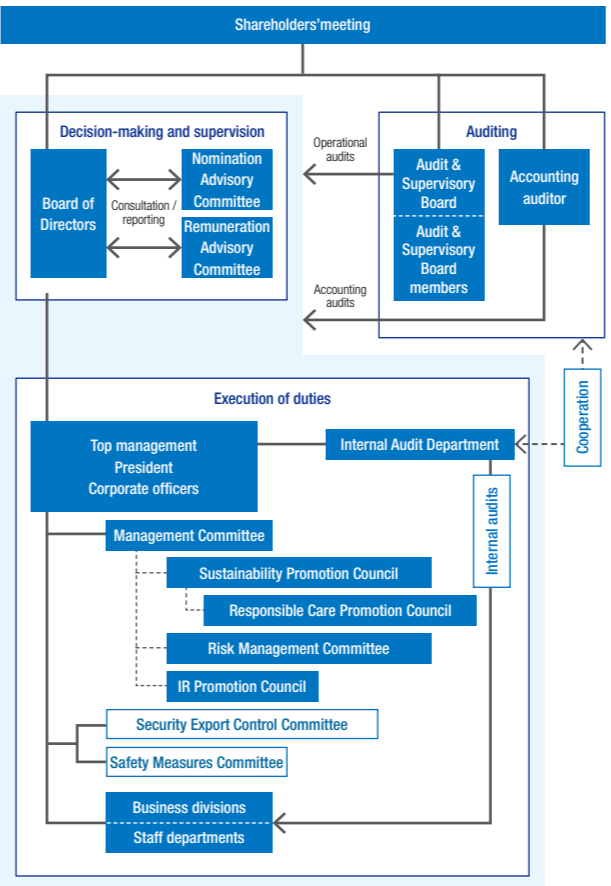 Shareholders'meeting
Decision-making and supervision
Board of
Directors
Consultation /
reporting
Nomination
Advisory
Committee
Remuneration
Advisory
Committee
Operational
audits
Accounting
audits
Auditing
Audit &
Supervisory
Board
Audit &
Supervisory
Board
members
Accounting
auditor
Cooperation
Execution of duties
Top management
President
Corporate officers
Internal Audit Department
Internal audits
Management Committee
Sustainability Promotion Council
Responsible Care Promotion Council
Risk Management Committee
IR Promotion Council
Security Export Control Committee
Safety Measures Committee
Business divisions
Staff departments